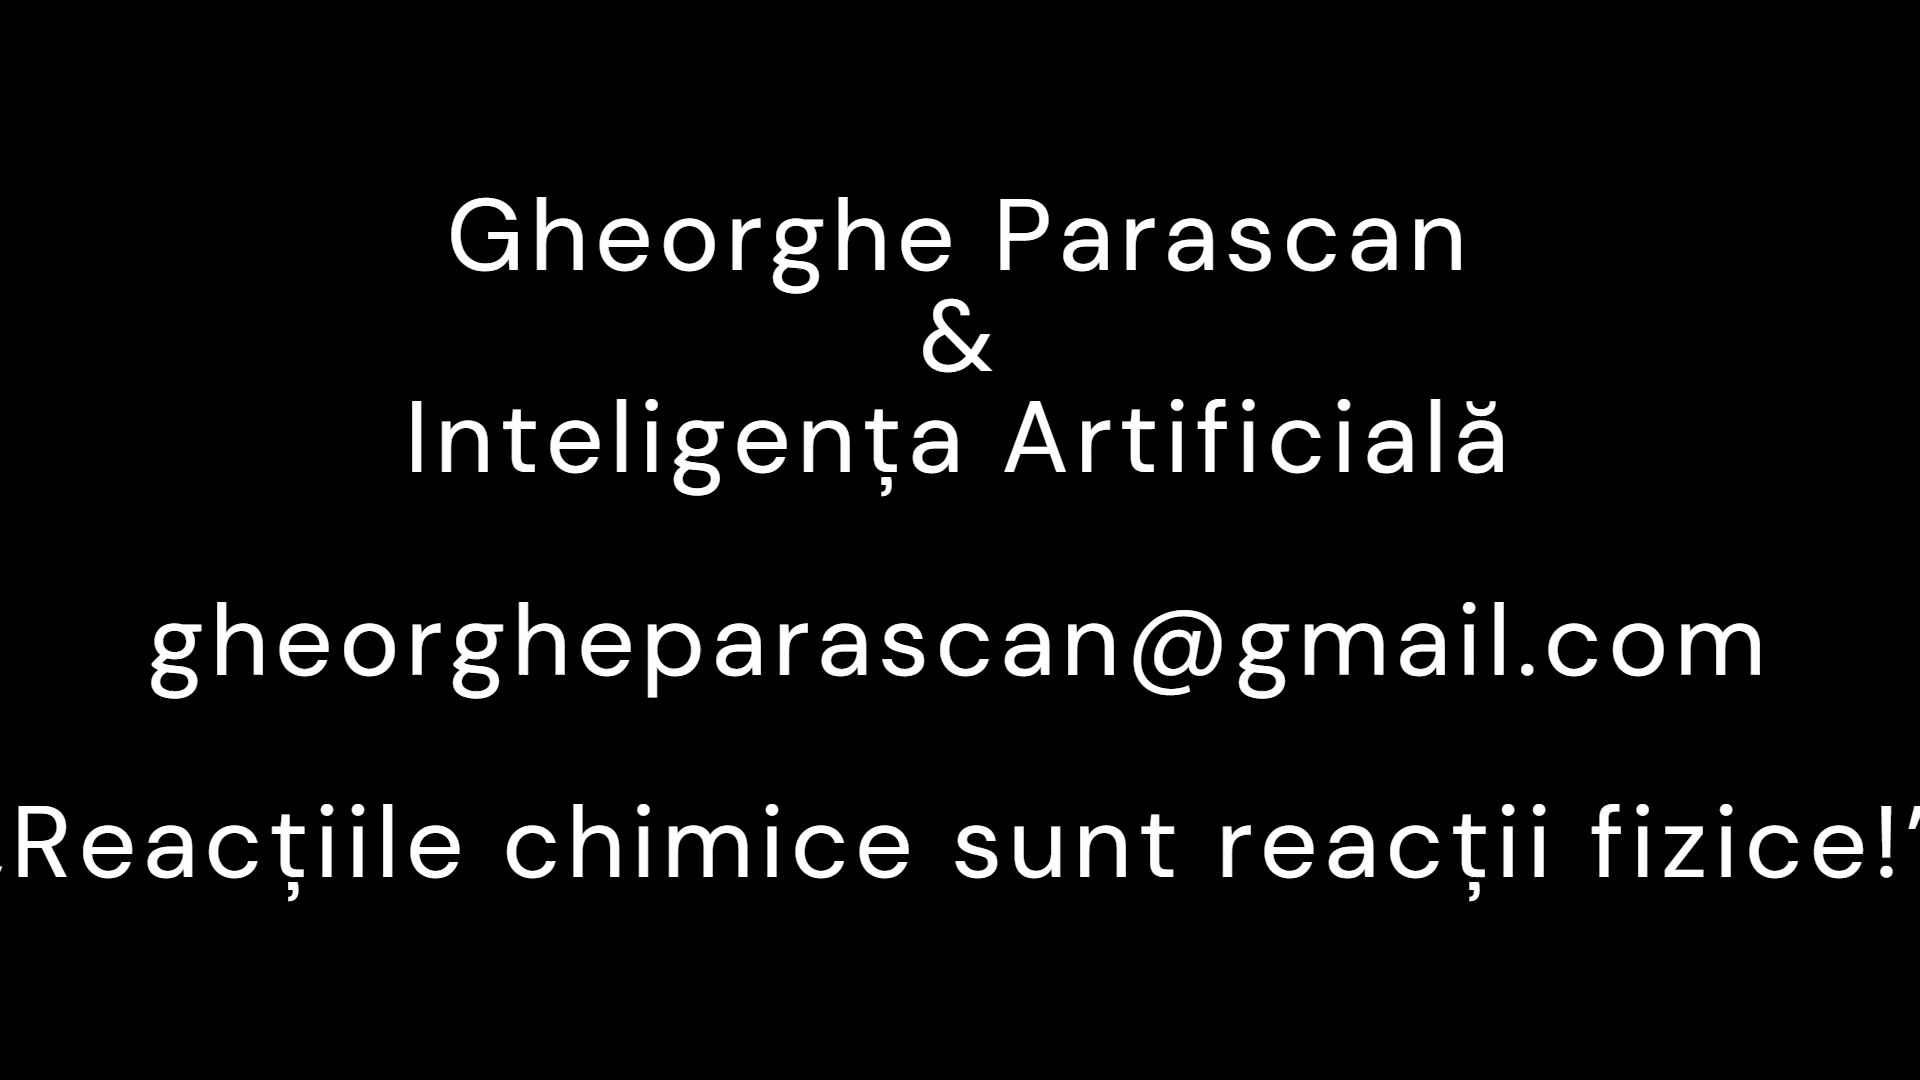 Gheorghe Parascan
&
Inteligența Artificială
gheorgheparascan@gmail.com
„Reacțiile chimice sunt reacții fizice!”